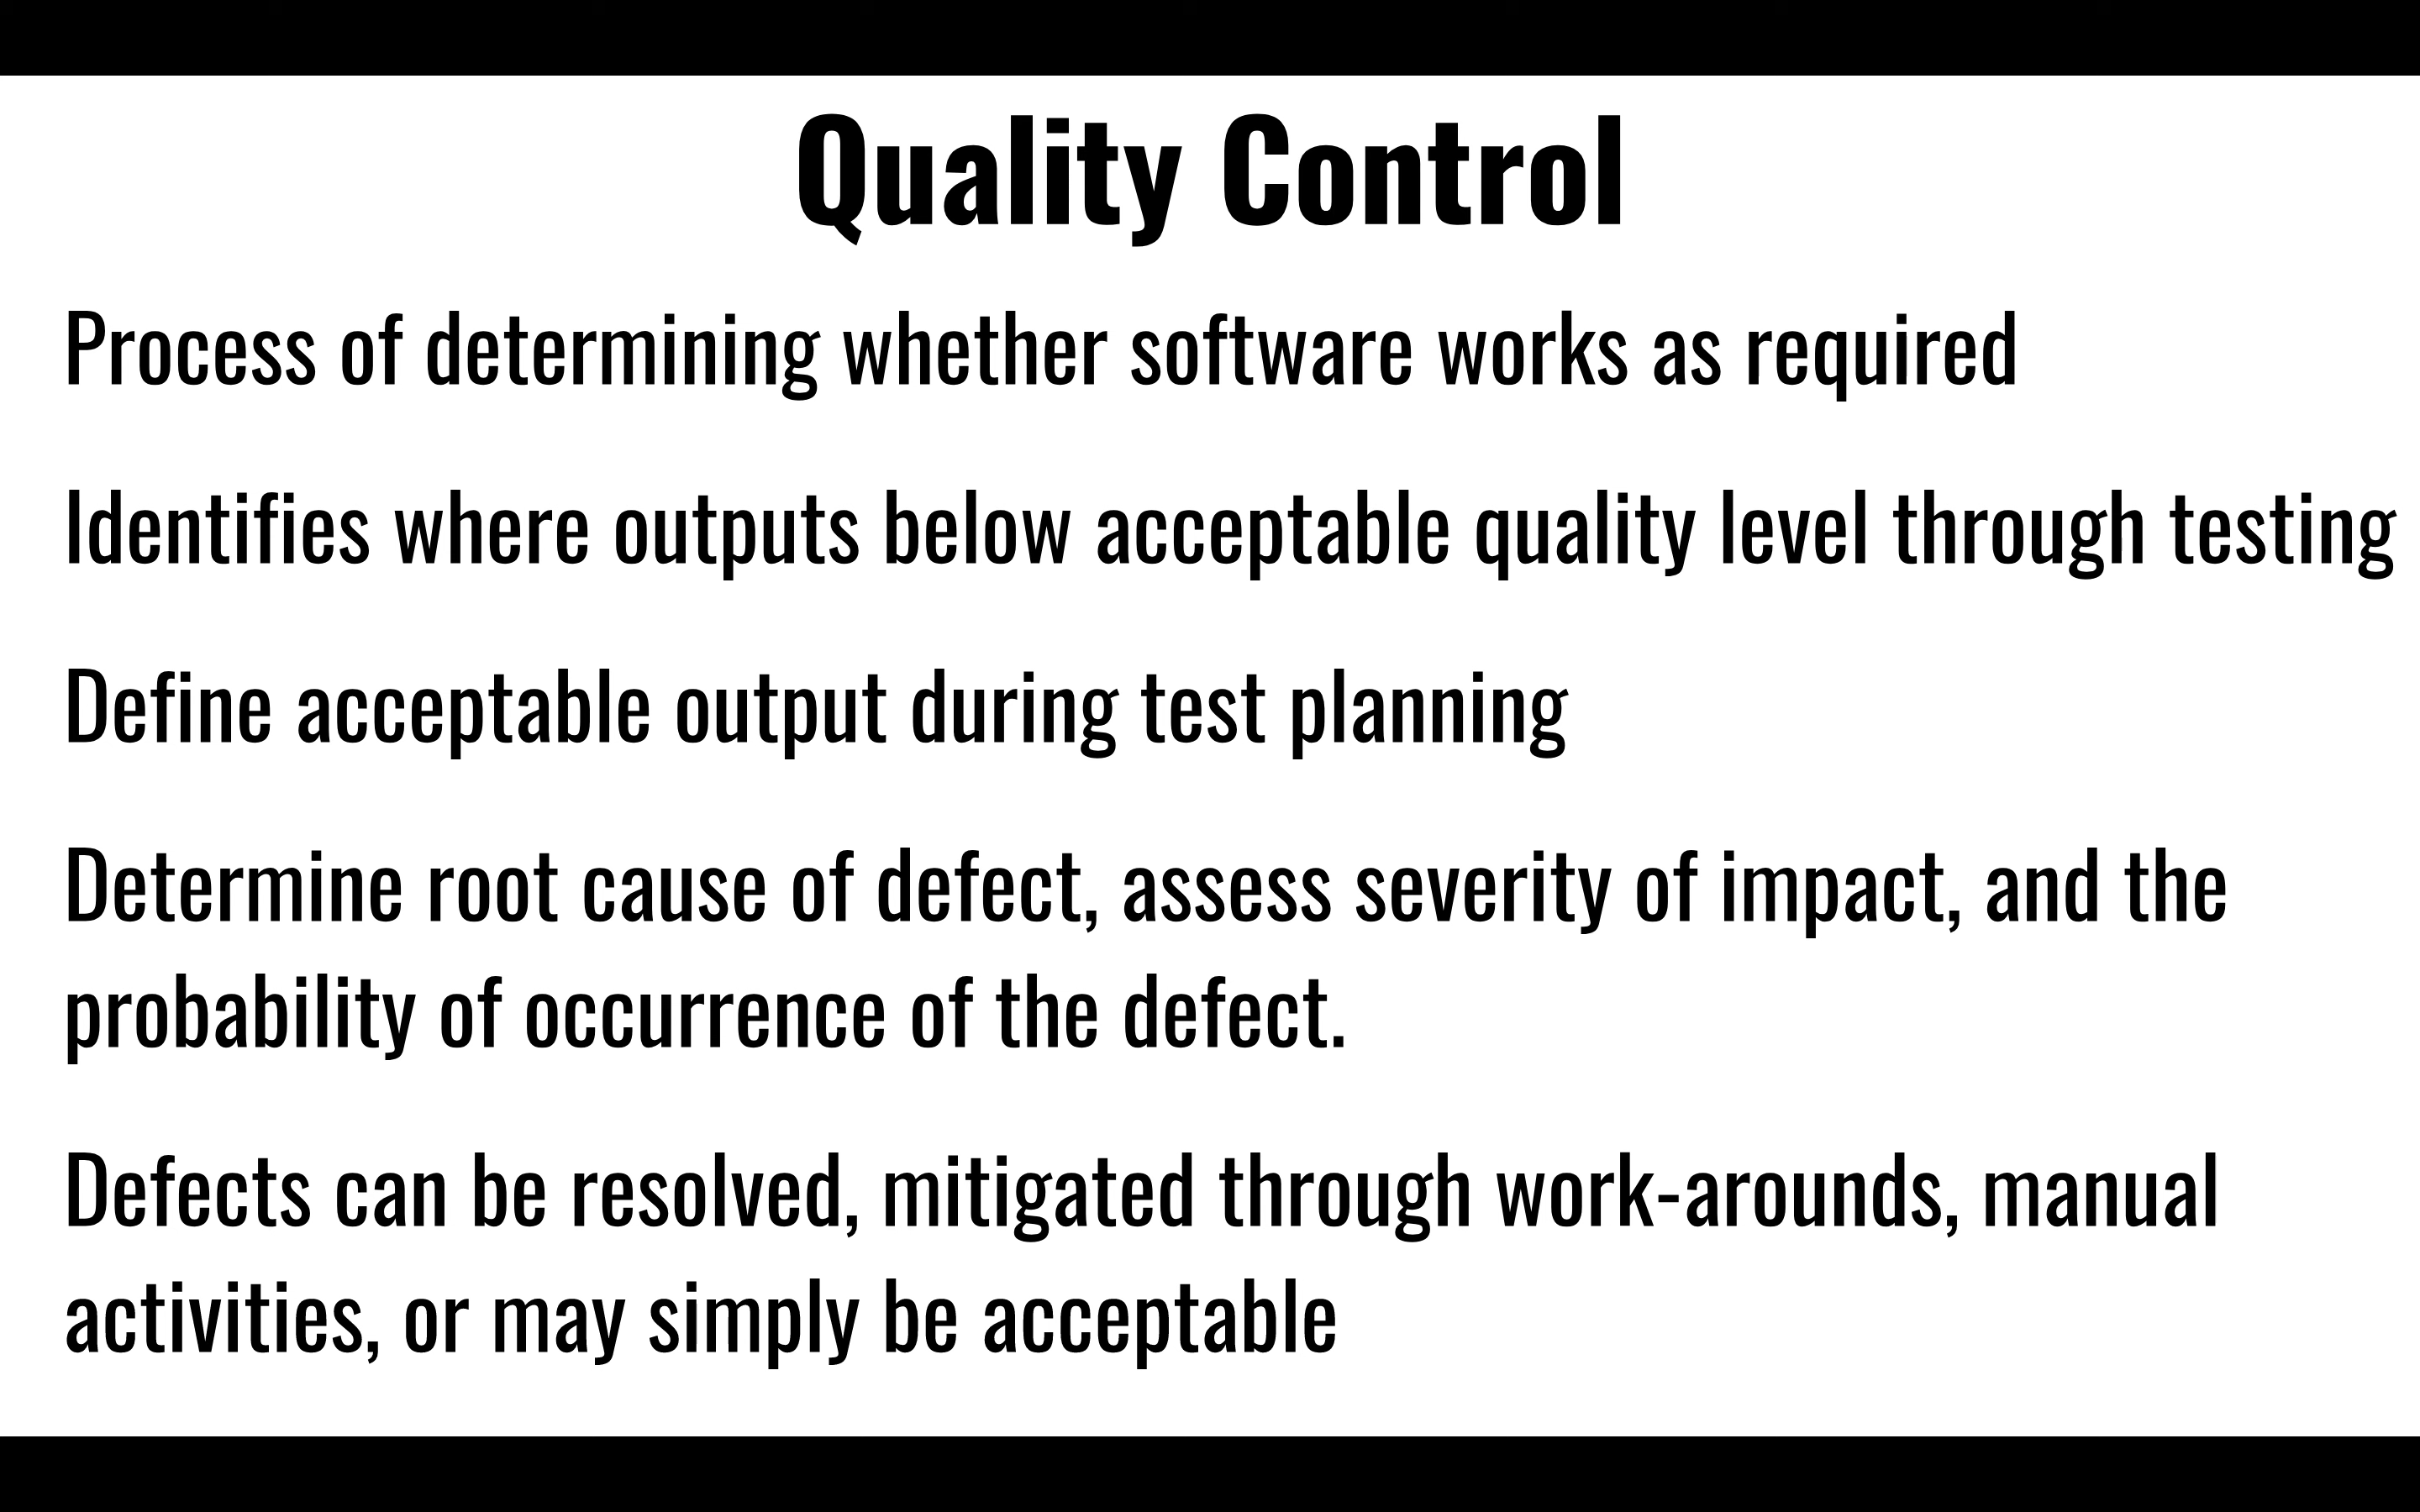 Quality Control
Process of determining whether software works as required
Identifies where outputs below acceptable quality level through testing
Define acceptable output during test planning
Determine root cause of defect, assess severity of impact, and the
probability of occurrence of the defect.
Defects can be resolved, mitigated through work-arounds, manual
activities, or may simply be acceptable